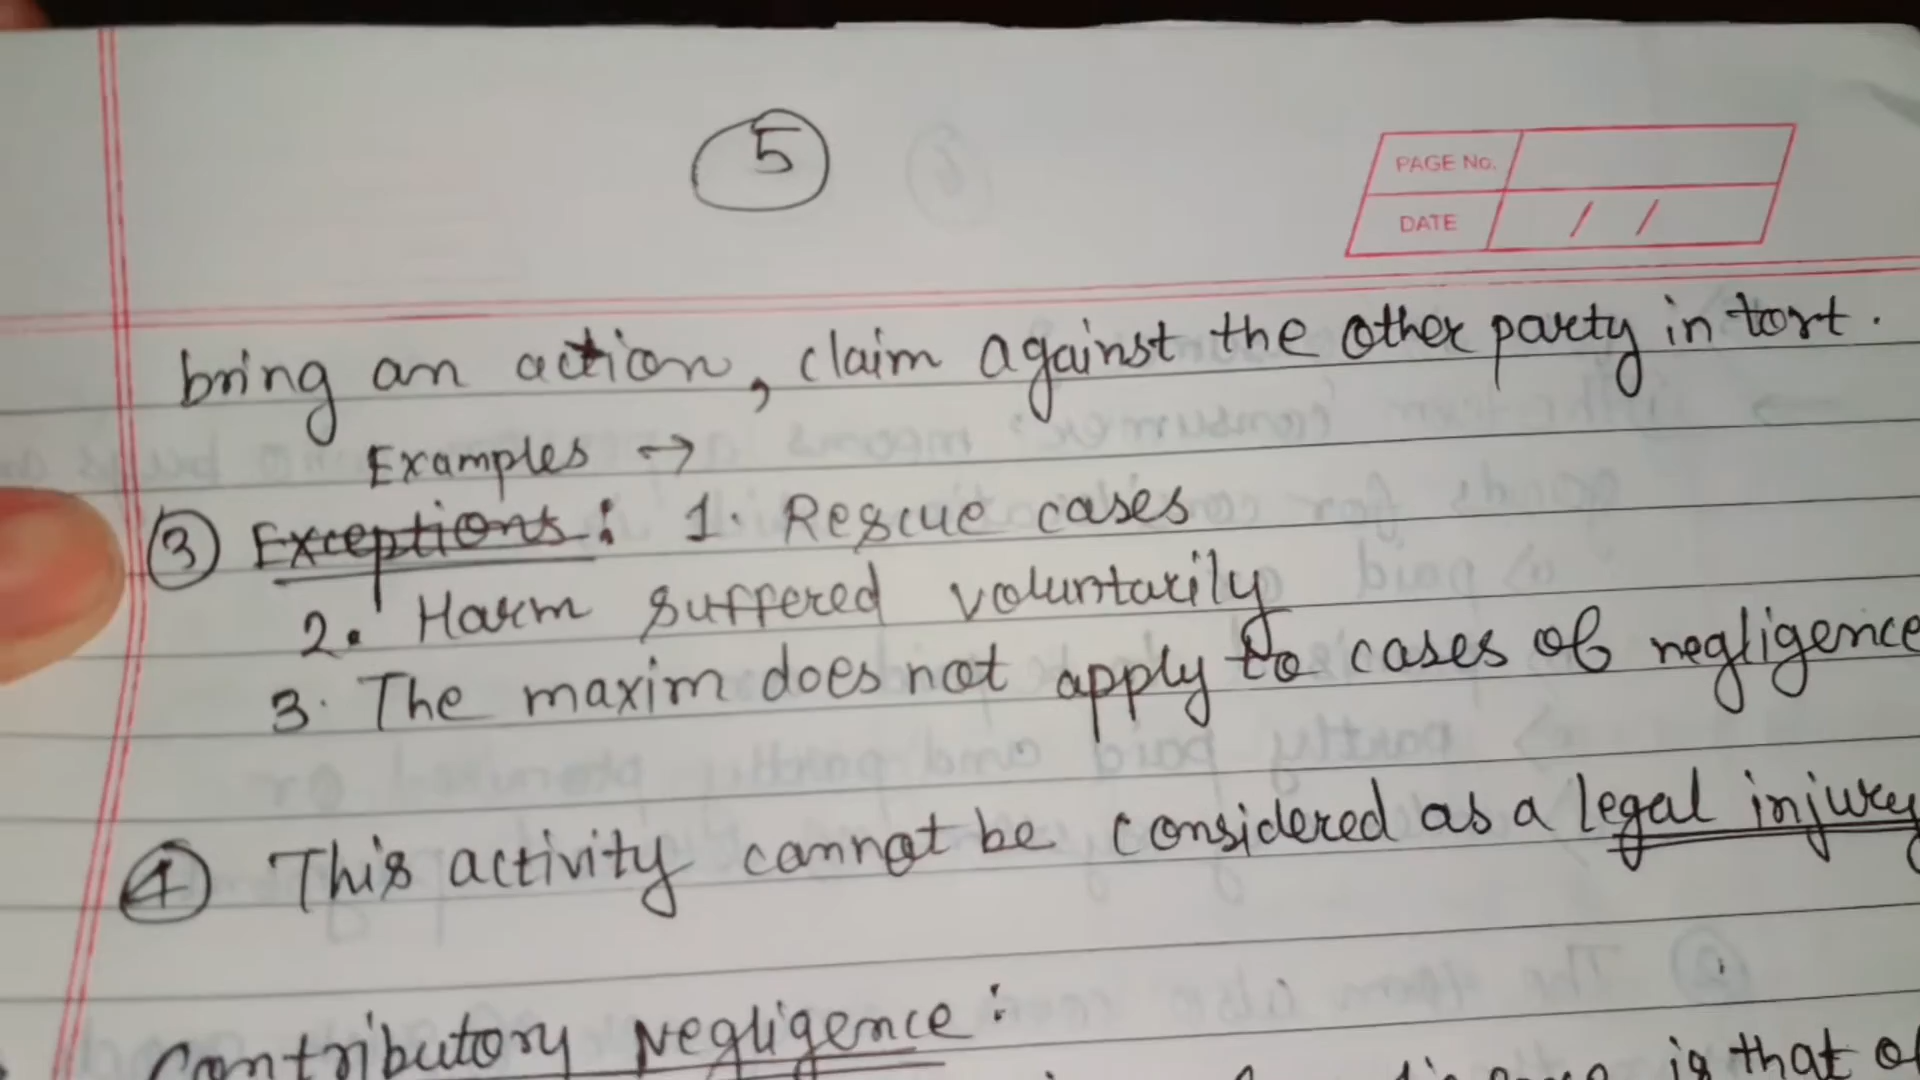 5
PAGE No.
DATE / /
bring an action, claim against the other party in tort.
Examples →
③ Exceptions : 1. Rescue cases
2. Harm suffered voluntarily
3. The maxim does not apply to cases of negligence
④ This activity cannot be considered as a legal injury
Contributory Negligence :
is that of